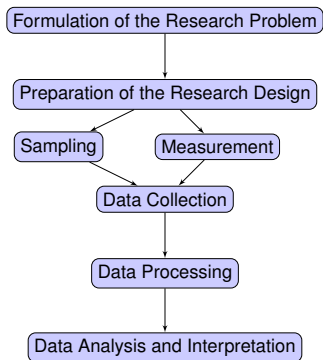 Formulation of the Research Problem
Preparation of the Research Design
Sampling
Measurement
Data Collection
Data Processing
Data Analysis and Interpretation